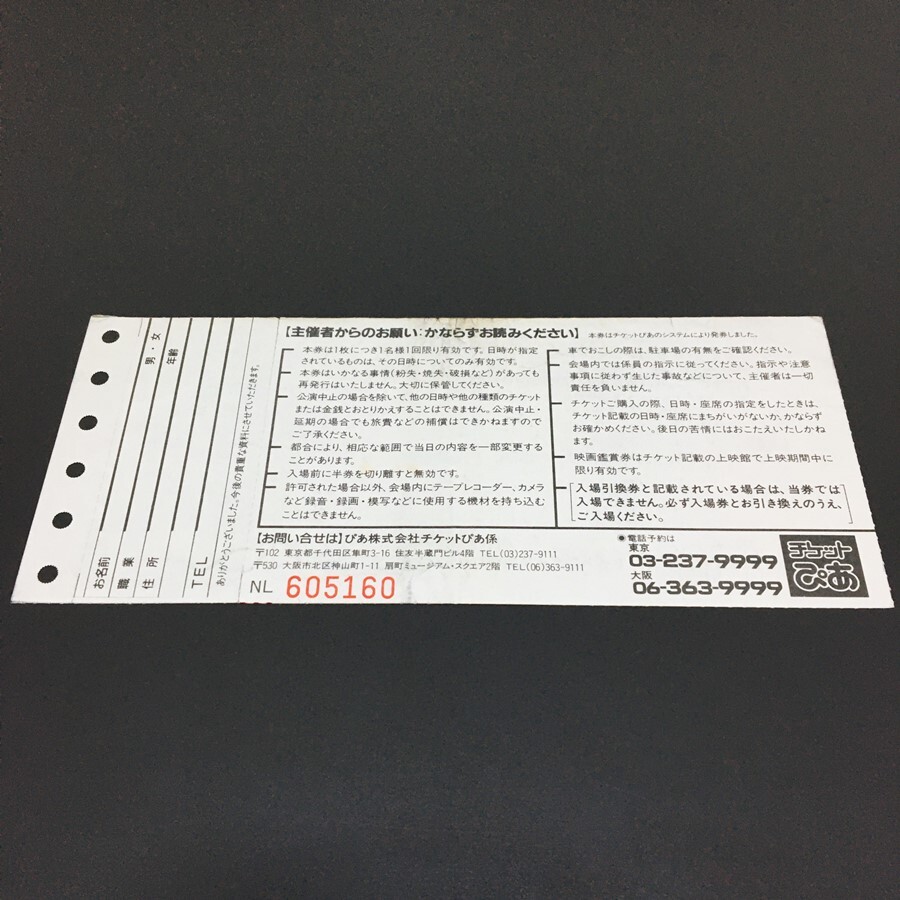 お名前
職業
住所
男・女
年齢
TEL
ありがとうございました。今後の貴重な資料にさせていただきます。
【主催者からのお願い:かならずお読みください】
本券はチケットぴあのシステムにより発券しました。
本券は1枚につき1名様1回限り有効です。日時が指定
されているものは、その日時についてのみ有効です。
本券はいかなる事情(粉失・焼失・破損など)があっても
再発行はいたしません。大切に保管してください。
公演中止の場合を除いて、他の日時や他の種類のチケット
または金銭とおとりかえすることはできません。公演中止・
延期の場合でも旅費などの補償はできかねますので
ご了承ください。
都合により、相応な範囲で当日の内容を一部変更する
ことがあります。
入場前に半券を切り離すと無効です。
許可された場合以外、会場内にテープレコーダー、カメラ
など録音・録画・模写などに使用する機材を持ち込む
ことはできません。
車でおこしの際は、駐車場の有無をご確認ください。
会場内では係員の指示に従ってください。指示や注意
事項に従わず生じた事故などについて、主催者は一切
責任を負いません。
チケットご購入の際、日時・座席の指定をしたときは、
チケット記載の日時・座席にまちがいがないか、かならず
お確かめください。後日の苦情にはおこたえいたしかね
ます。
映画鑑賞券はチケット記載の上映館で上映期間中に
限り有効です。
入場引換券と記載されている場合は、当券では
入場できません。必ず入場券とお引き換えのうえ、
ご入場ください。
【お問い合せは】ぴあ株式会社チケットぴあ係
〒102 東京都千代田区隼町3-16 住友半蔵門ビル4階 TEL(03)237-9111
〒530 大阪市北区神山町1-11 扇町ミュージアム・スクエア2階 TEL(06)363-9111
NL 605160
●電話予約は
東京
03-237-9999
大阪
06-363-9999
チケット
ぴあ